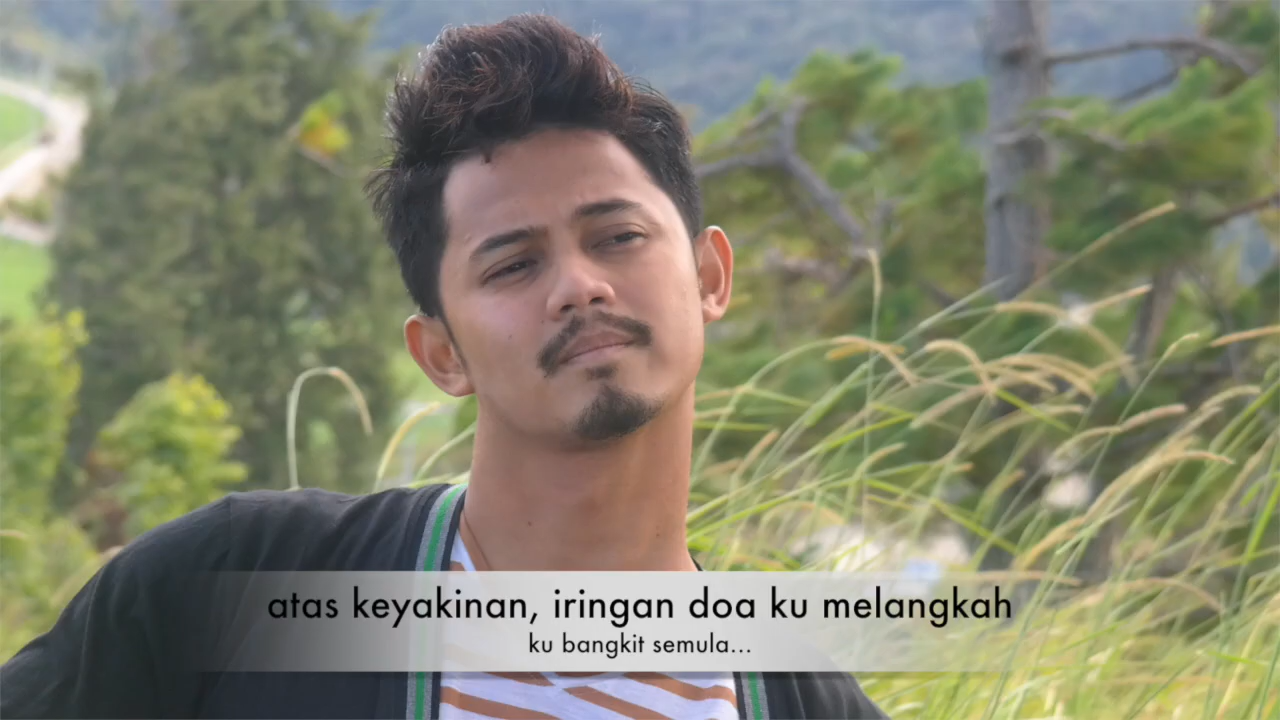 atas keyakinan, iringan doa ku melangkah
ku bangkit semula...